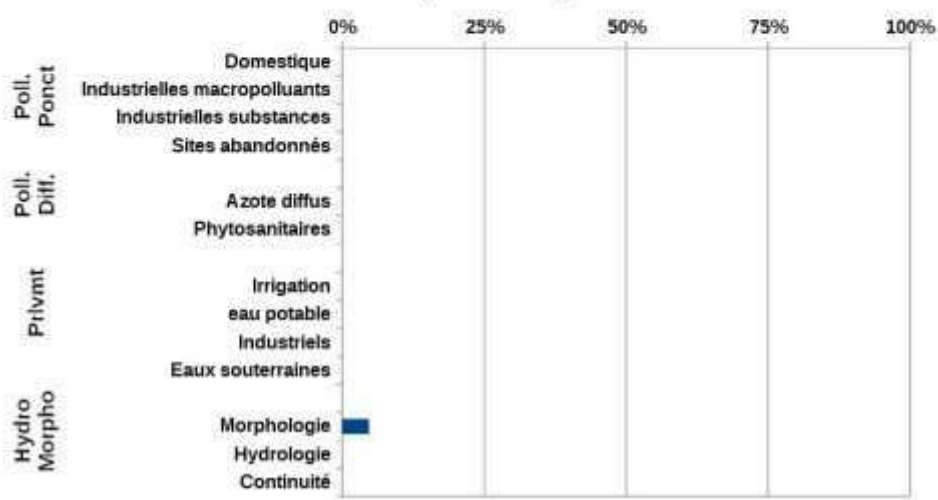 0% 25% 50% 75% 100%
Poll.
Ponct
Domestique
Industrielles macropolluants
Industrielles substances
Sites abandonnés
Poll.
Diff.
Azote diffus
Phytosanitaires
Prlvmt
Irrigation
eau potable
Industriels
Eaux souterraines
Hydro
Morpho
Morphologie
Hydrologie
Continuité